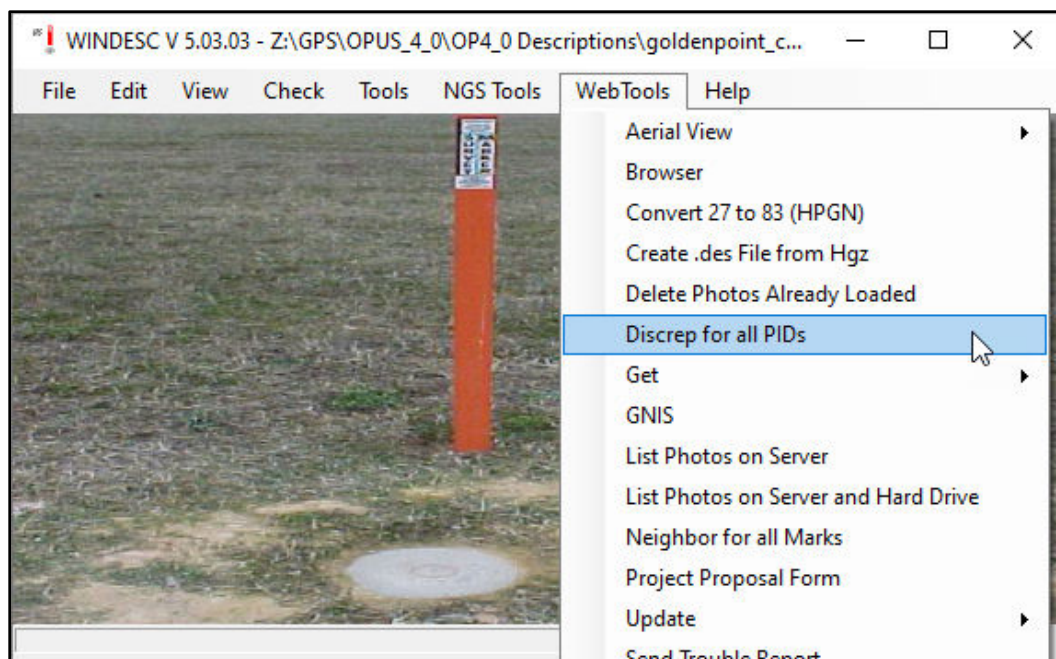 WINDESC V 5.03.03 - Z:\GPS\OPUS_4_0\OP4_0 Descriptions\goldenpoint_c...
File Edit View Check Tools NGS Tools WebTools Help
Aerial View
Browser
Convert 27 to 83 (HPGN)
Create .des File from Hgz
Delete Photos Already Loaded
Discrep for all PIDs
Get
GNIS
List Photos on Server
List Photos on Server and Hard Drive
Neighbor for all Marks
Project Proposal Form
Update
Send Trouble Report